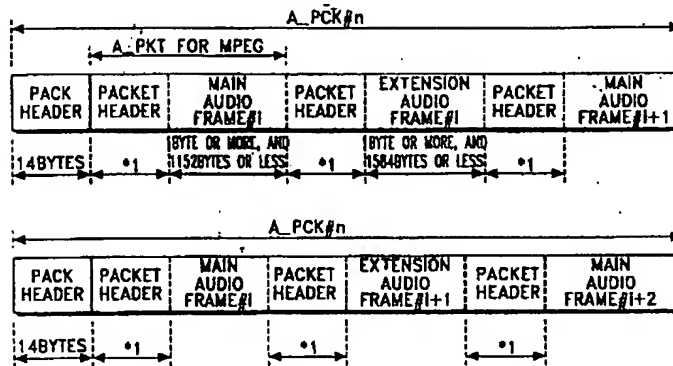 A_PCK#n
A_PKT FOR MPEG
PACK HEADER
PACKET HEADER
MAIN AUDIO FRAME#i
PACKET HEADER
EXTENSION AUDIO FRAME#i
PACKET HEADER
MAIN AUDIO FRAME#i+1
14BYTES
*1
1BYTE OR MORE, AND 1152BYTES OR LESS
*1
1BYTE OR MORE, AND 1584BYTES OR LESS
*1
A_PCK#n
PACK HEADER
PACKET HEADER
MAIN AUDIO FRAME#i
PACKET HEADER
EXTENSION AUDIO FRAME#i+1
PACKET HEADER
MAIN AUDIO FRAME#i+2
14BYTES
*1
*1
*1